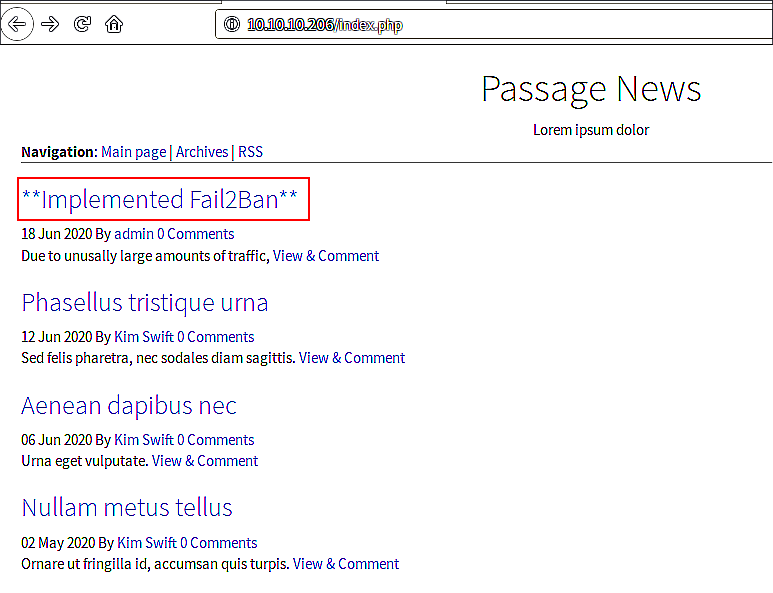 10.10.10.206/index.php
Passage News
Lorem ipsum dolor
Navigation: Main page | Archives | RSS
**Implemented Fail2Ban**
18 Jun 2020 By admin 0 Comments
Due to unusally large amounts of traffic, View & Comment
Phasellus tristique urna
12 Jun 2020 By Kim Swift 0 Comments
Sed felis pharetra, nec sodales diam sagittis. View & Comment
Aenean dapibus nec
06 Jun 2020 By Kim Swift 0 Comments
Urna eget vulputate. View & Comment
Nullam metus tellus
02 May 2020 By Kim Swift 0 Comments
Ornare ut fringilla id, accumsan quis turpis. View & Comment